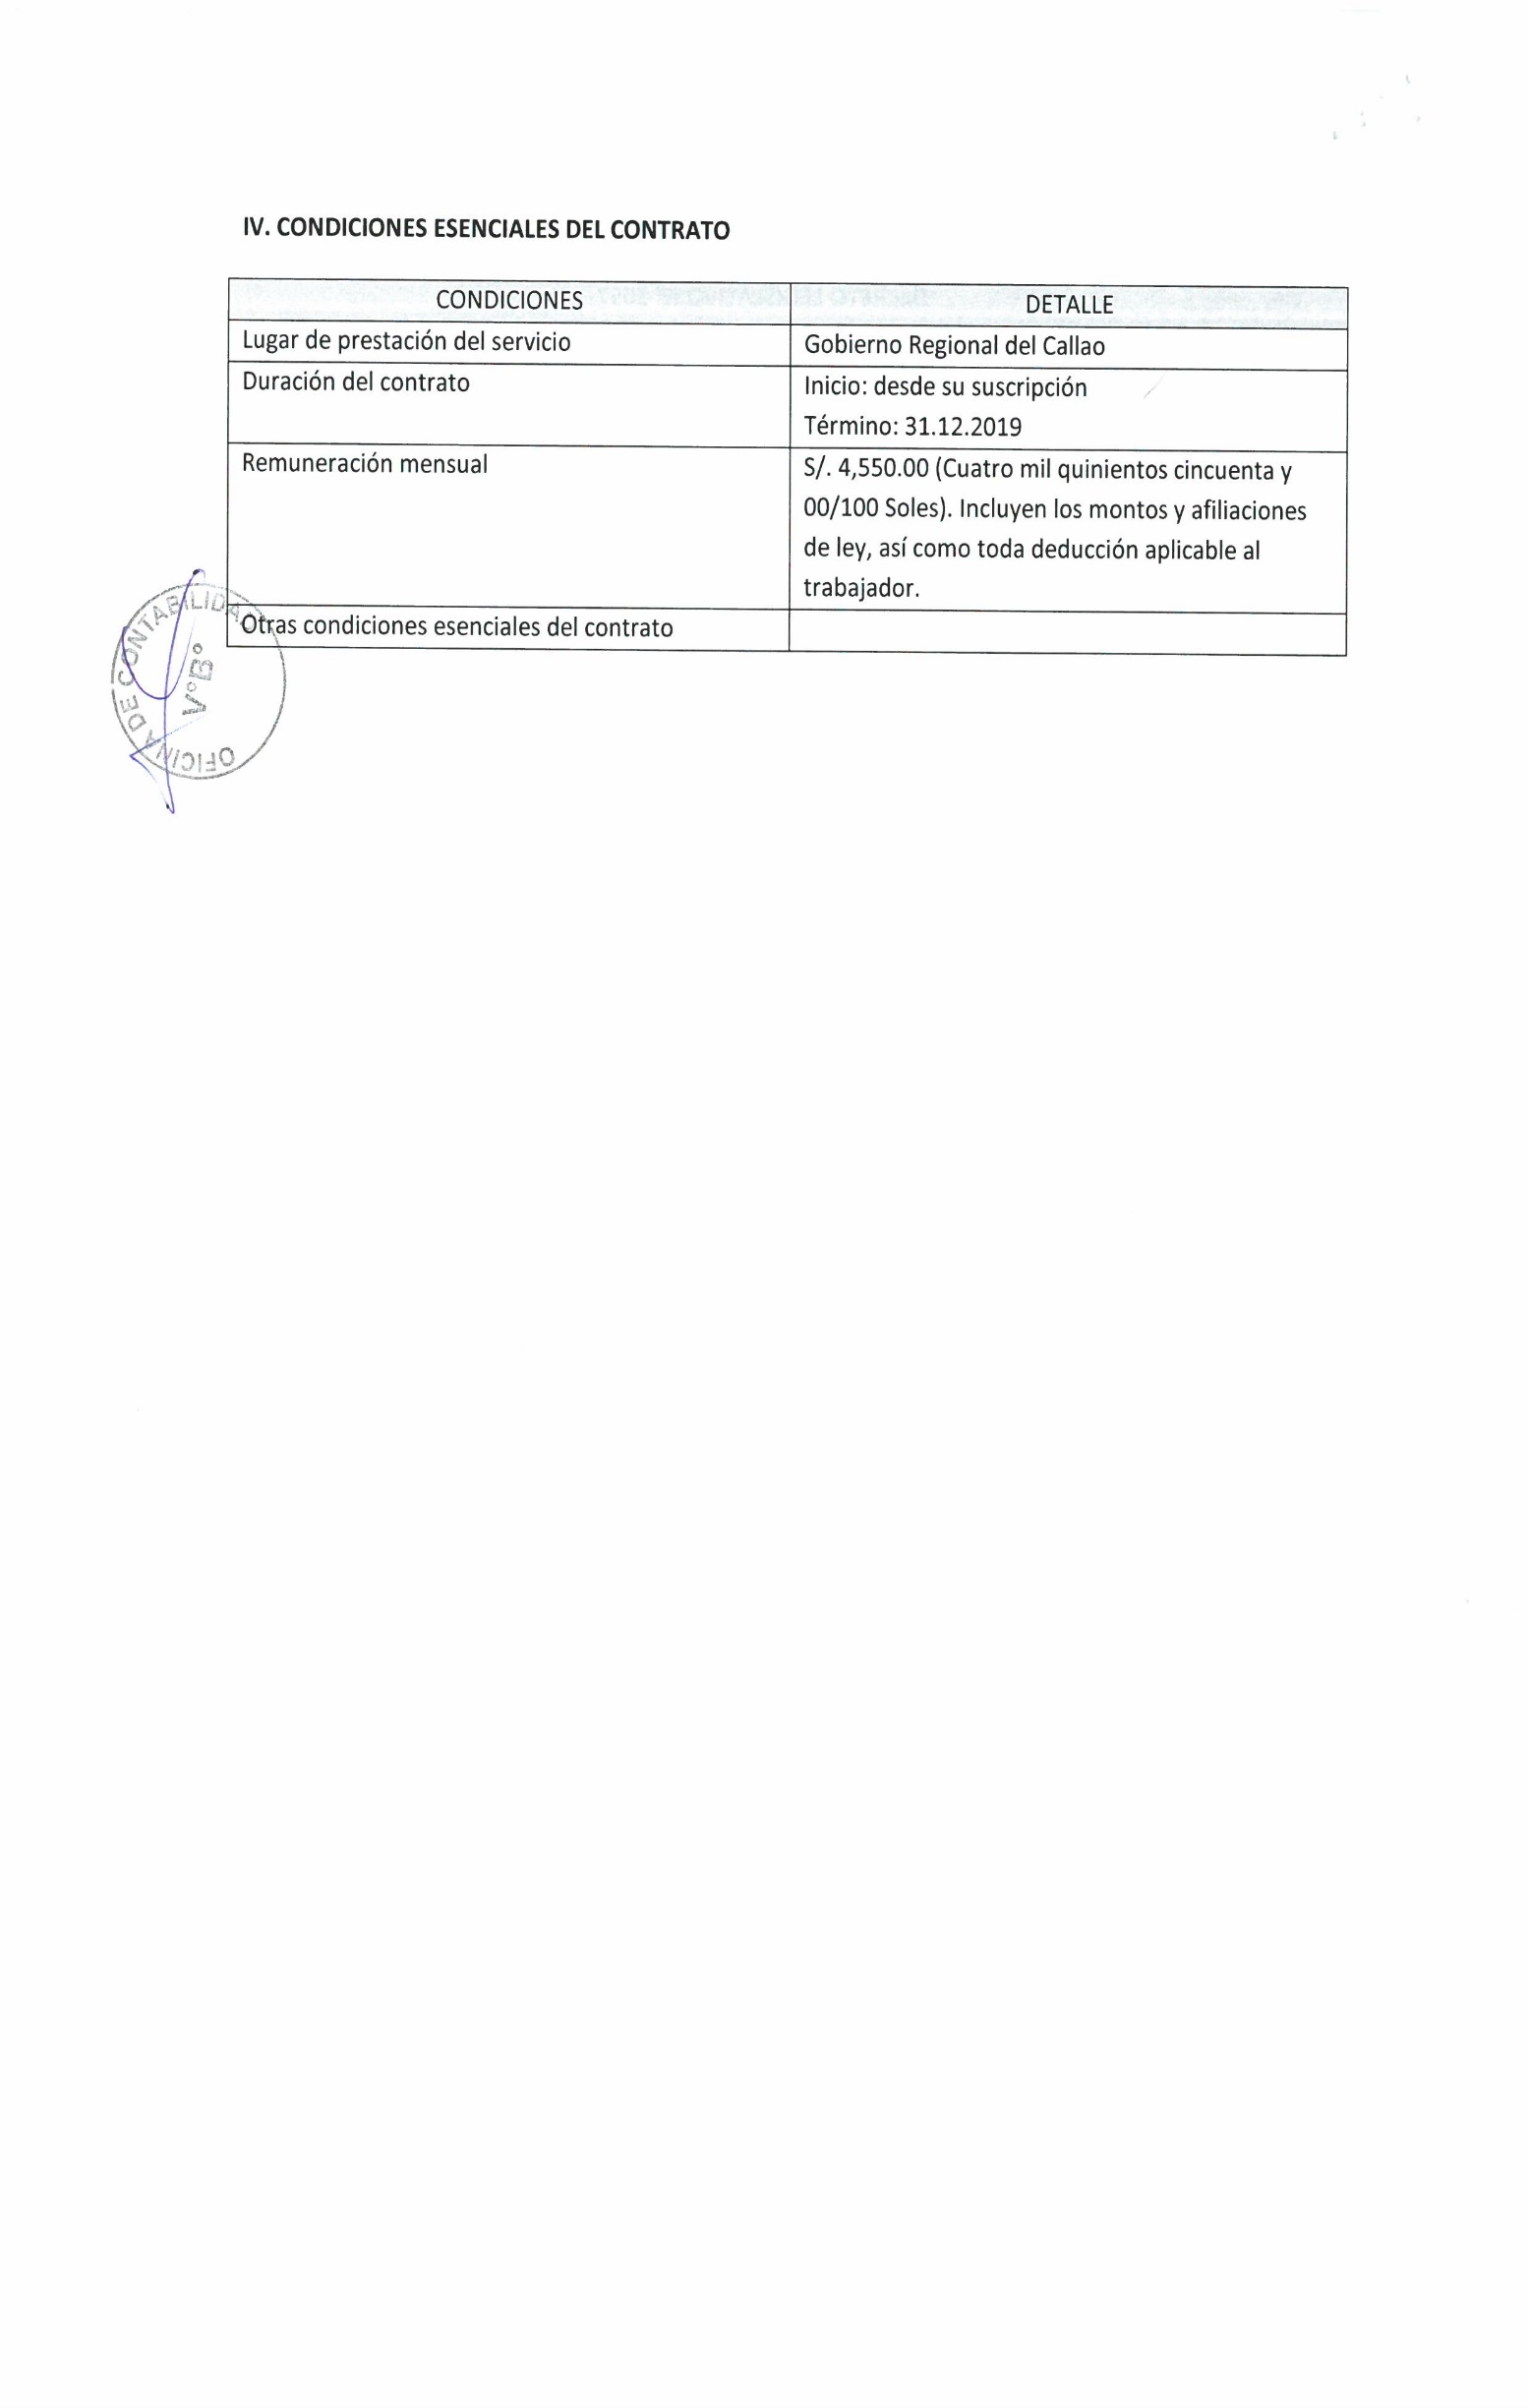 IV. CONDICIONES ESENCIALES DEL CONTRATO
CONDICIONES DETALLE
Lugar de prestación del servicio Gobierno Regional del Callao
Duración del contrato Inicio: desde su suscripción
Término: 31.12.2019
Remuneración mensual S/. 4,550.00 (Cuatro mil quinientos cincuenta y
00/100 Soles). Incluyen los montos y afiliaciones
de ley, así como toda deducción aplicable al
trabajador.
Otras condiciones esenciales del contrato
OFICINA DE CONTABILIDAD
V°B°